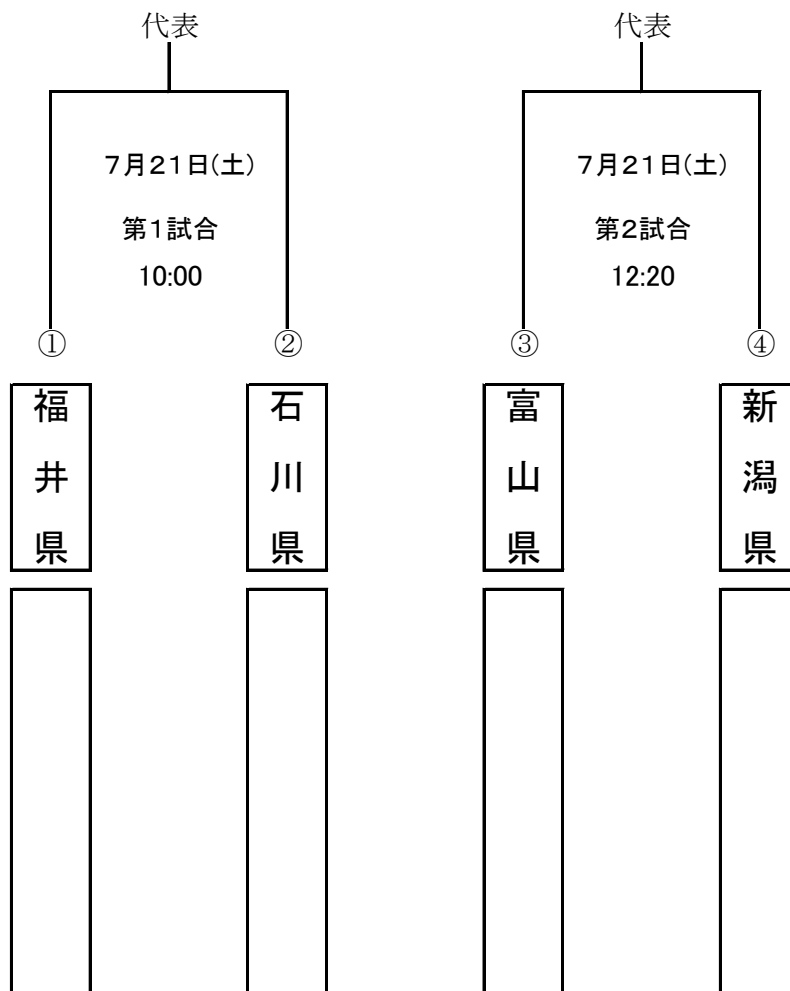 代表
7月21日(土)
第1試合
10:00
①
②
福井県
石川県
代表
7月21日(土)
第2試合
12:20
③
④
富山県
新潟県